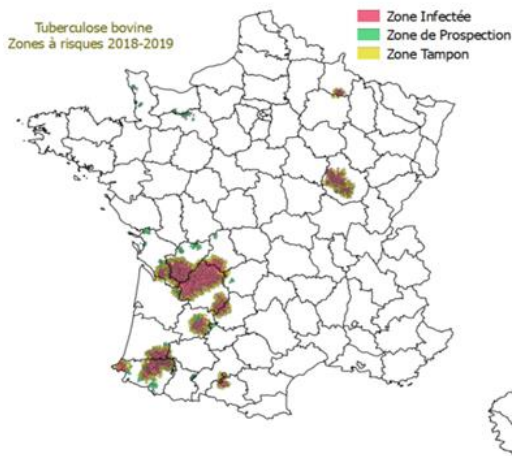 Tuberculose bovine
Zones à risques 2018-2019
Zone Infectée
Zone de Prospection
Zone Tampon